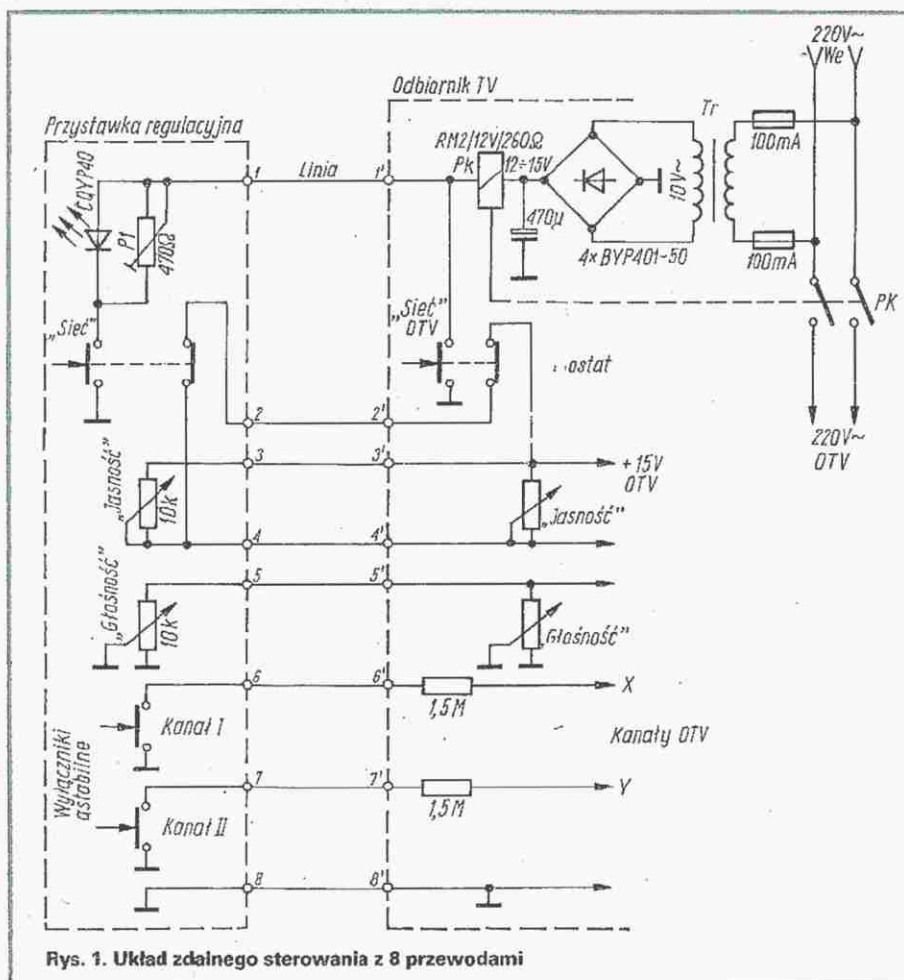 220V~
We
Odbiornik TV
Tr
Przystawka regulacyjna
RM2/12V/260Ω
Pk
12÷15V
100mA
1
Linia
1'
CQYP40
P1
470Ω
470µ
10V~
4x BYP401-50
100mA
PK
„Sieć”
„Sieć”
OTV
ostat
2
2'
220V~
OTV
3
3'
+15V
OTV
„Jasność”
10k
„Jasność”
4
4'
5
5'
„Głośność”
10k
„Głośność”
6
6'
X
1,5M
Kanał I
Kanały OTV
Wyłączniki
astabilne
7
7'
Y
1,5M
Kanał II
8
8'
Rys. 1. Układ zdalnego sterowania z 8 przewodami